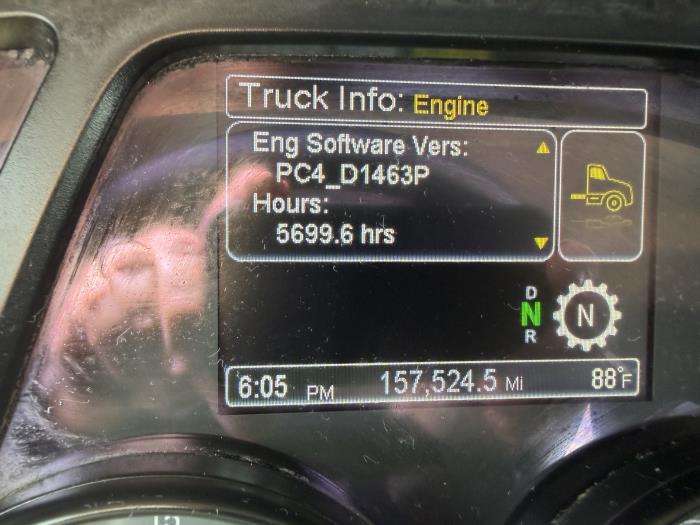 Truck Info: Engine
Eng Software Vers:
PC4_D1463P
Hours:
5699.6 hrs
D
N N
R
6:05 PM 157,524.5 Mi 88°F